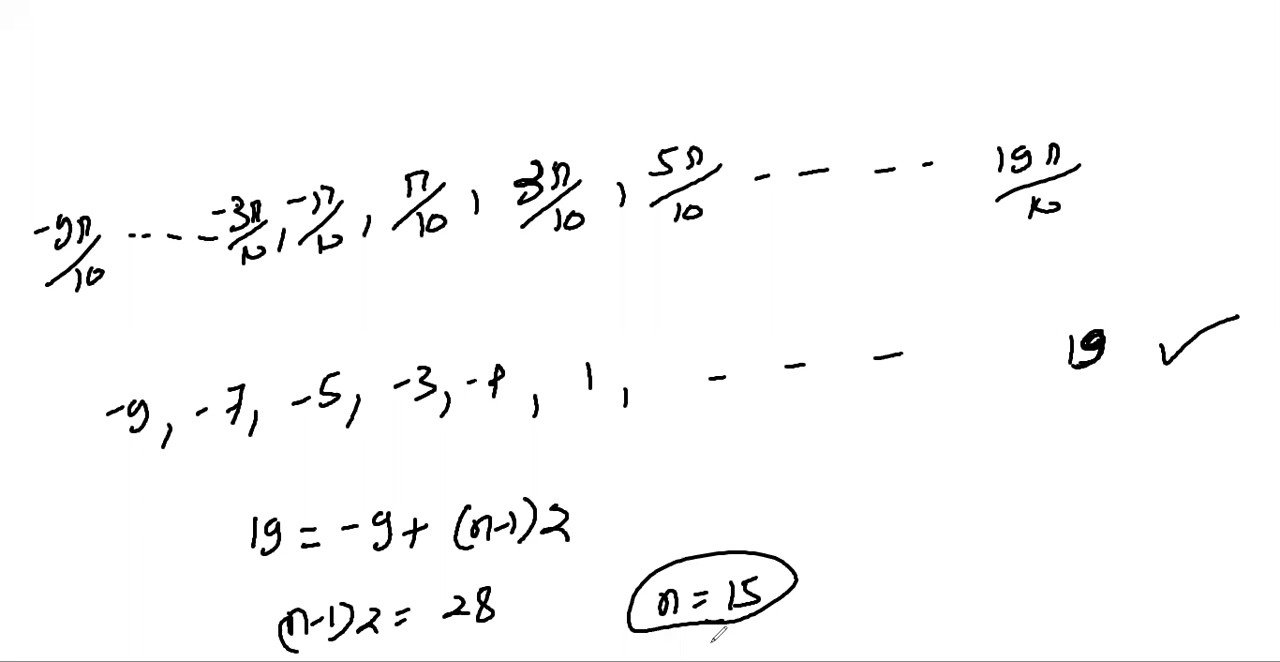 -9π/10 ----- -3π/10, -π/10, π/10, 3π/10, 5π/10 ----- 19π/10
-9, -7, -5, -3, -1, 1, - - - 19 ✓
19 = -9 + (n-1)2
(n-1)2 = 28 n = 15